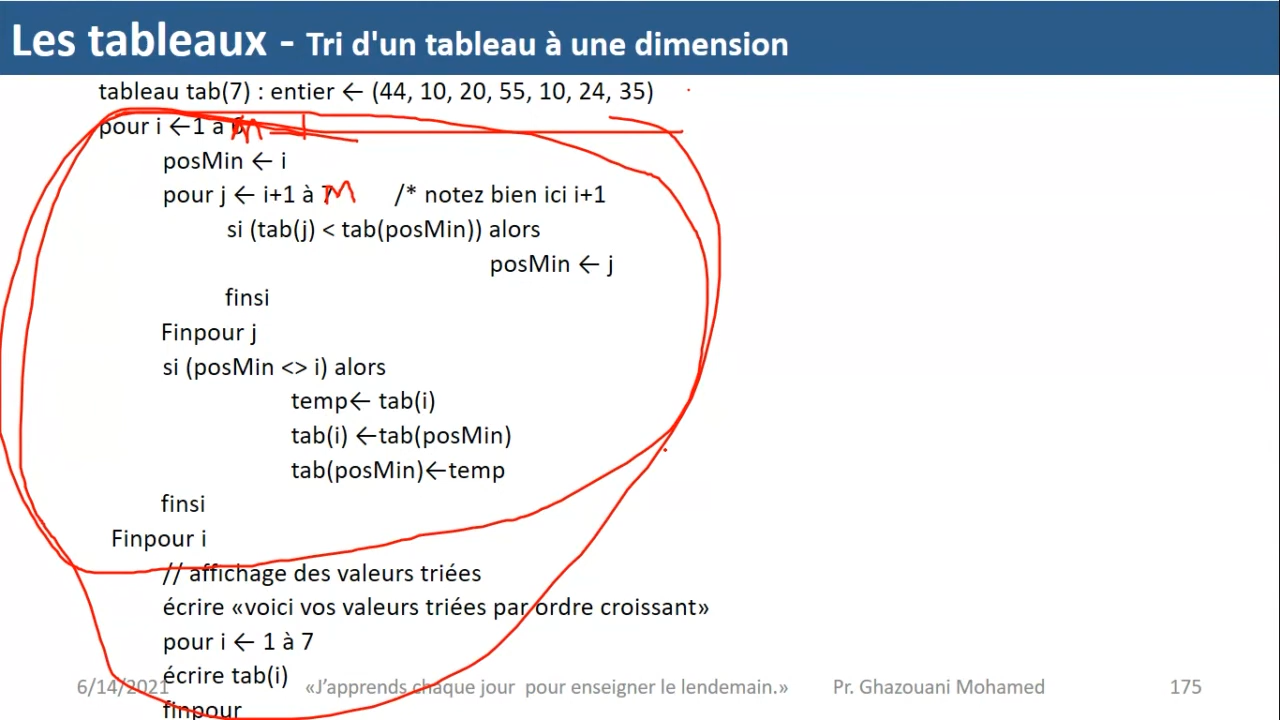 Les tableaux - Tri d'un tableau à une dimension
tableau tab(7) : entier ← (44, 10, 20, 55, 10, 24, 35)
pour i ←1 à m - 1
posMin ← i
pour j ← i+1 à 7 m /* notez bien ici i+1
si (tab(j) < tab(posMin)) alors
posMin ← j
finsi
Finpour j
si (posMin <> i) alors
temp← tab(i)
tab(i) ←tab(posMin)
tab(posMin)←temp
finsi
Finpour i
// affichage des valeurs triées
écrire «voici vos valeurs triées par ordre croissant»
pour i ← 1 à 7
écrire tab(i)
6/14/2021 «J'apprends chaque jour pour enseigner le lendemain.» Pr. Ghazouani Mohamed 175
finpour